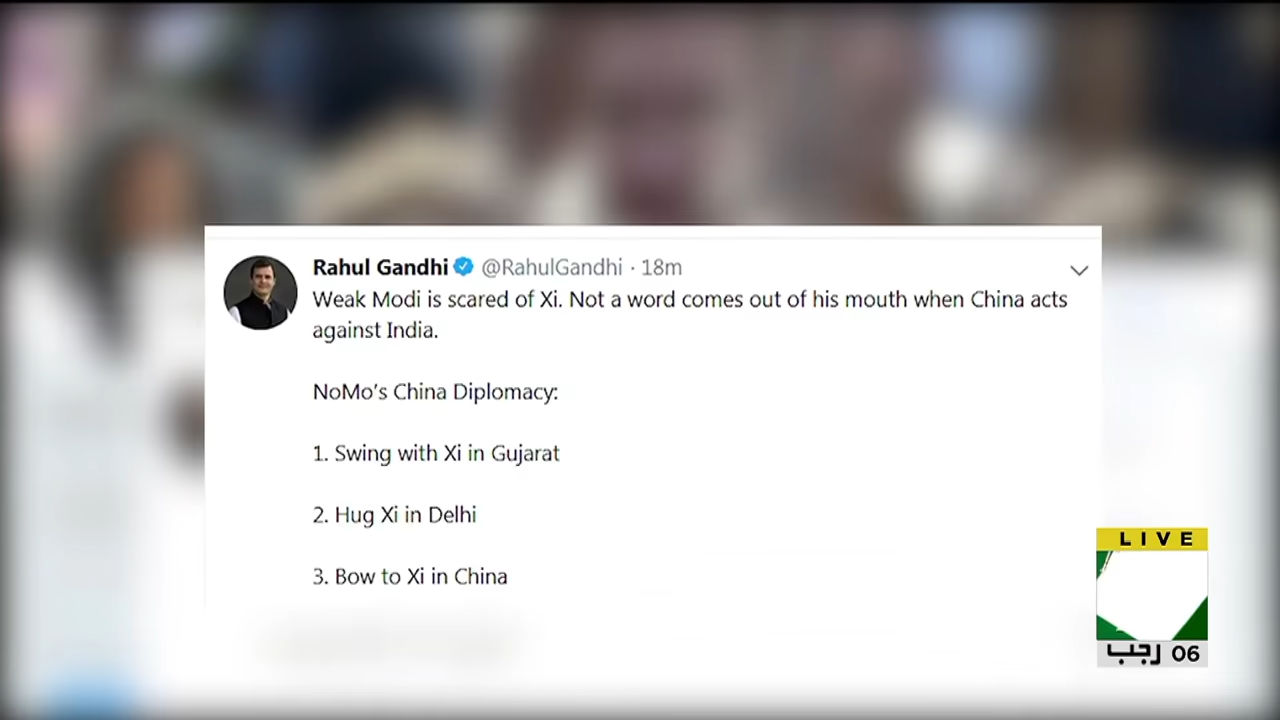 Rahul Gandhi @RahulGandhi · 18m
Weak Modi is scared of Xi. Not a word comes out of his mouth when China acts
against India.
NoMo's China Diplomacy:
1. Swing with Xi in Gujarat
2. Hug Xi in Delhi
3. Bow to Xi in China
LIVE
06 رجب